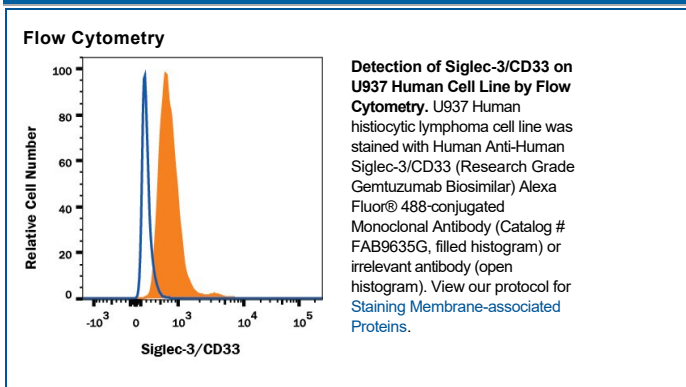 Flow Cytometry
100
80
60
40
20
0
Relative Cell Number
-10³ 0 10³ 10⁴ 10⁵
Siglec-3/CD33
Detection of Siglec-3/CD33 on
U937 Human Cell Line by Flow
Cytometry. U937 Human
histiocytic lymphoma cell line was
stained with Human Anti-Human
Siglec-3/CD33 (Research Grade
Gemtuzumab Biosimilar) Alexa
Fluor® 488-conjugated
Monoclonal Antibody (Catalog #
FAB9635G, filled histogram) or
irrelevant antibody (open
histogram). View our protocol for
Staining Membrane-associated
Proteins.